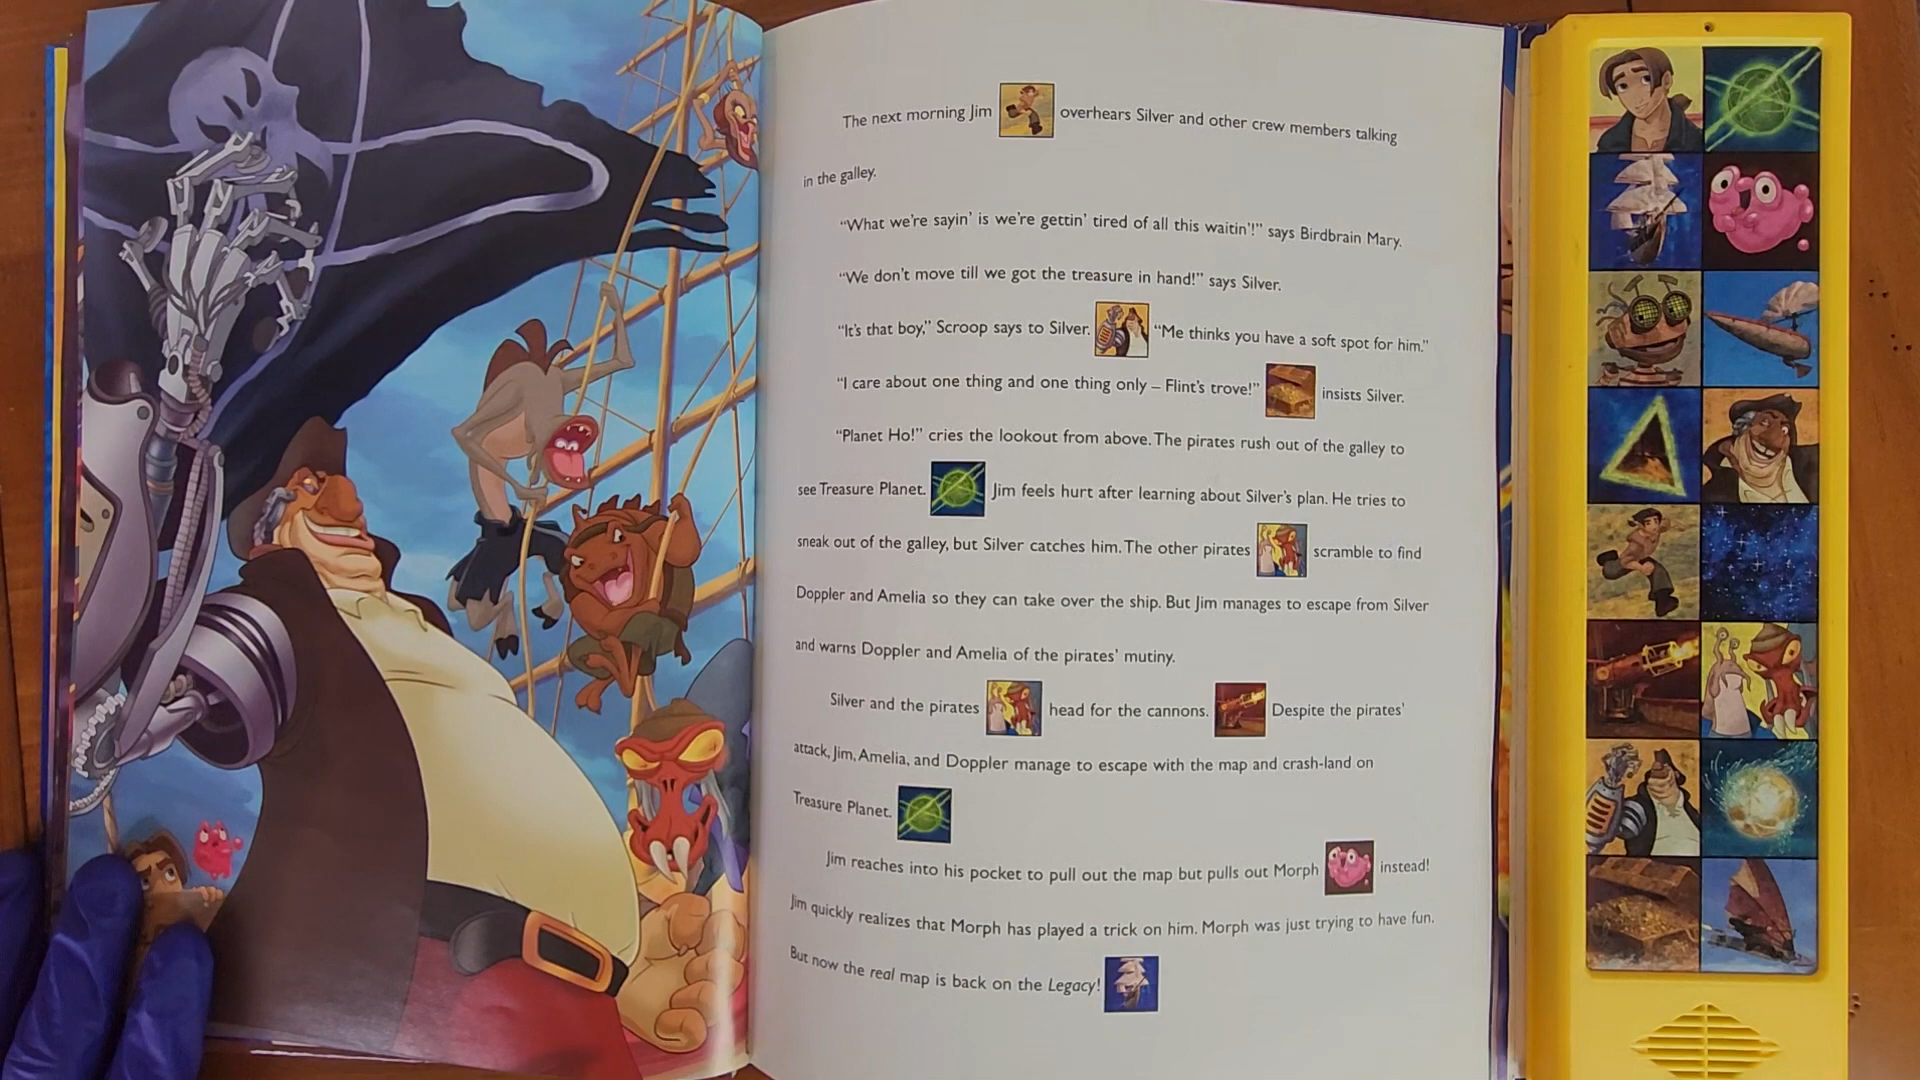 The next morning Jim overhears Silver and other crew members talking
in the galley.
“What we’re sayin’ is we’re gettin’ tired of all this waitin’!” says Birdbrain Mary.
“We don’t move till we got the treasure in hand!” says Silver.
“It’s that boy,” Scroop says to Silver. “Me thinks you have a soft spot for him.”
“I care about one thing and one thing only – Flint’s trove!” insists Silver.
“Planet Ho!” cries the lookout from above. The pirates rush out of the galley to
see Treasure Planet. Jim feels hurt after learning about Silver’s plan. He tries to
sneak out of the galley, but Silver catches him. The other pirates scramble to find
Doppler and Amelia so they can take over the ship. But Jim manages to escape from Silver
and warns Doppler and Amelia of the pirates’ mutiny.
Silver and the pirates head for the cannons. Despite the pirates’
attack, Jim, Amelia, and Doppler manage to escape with the map and crash-land on
Treasure Planet.
Jim reaches into his pocket to pull out the map but pulls out Morph instead!
Jim quickly realizes that Morph has played a trick on him. Morph was just trying to have fun.
But now the real map is back on the Legacy!